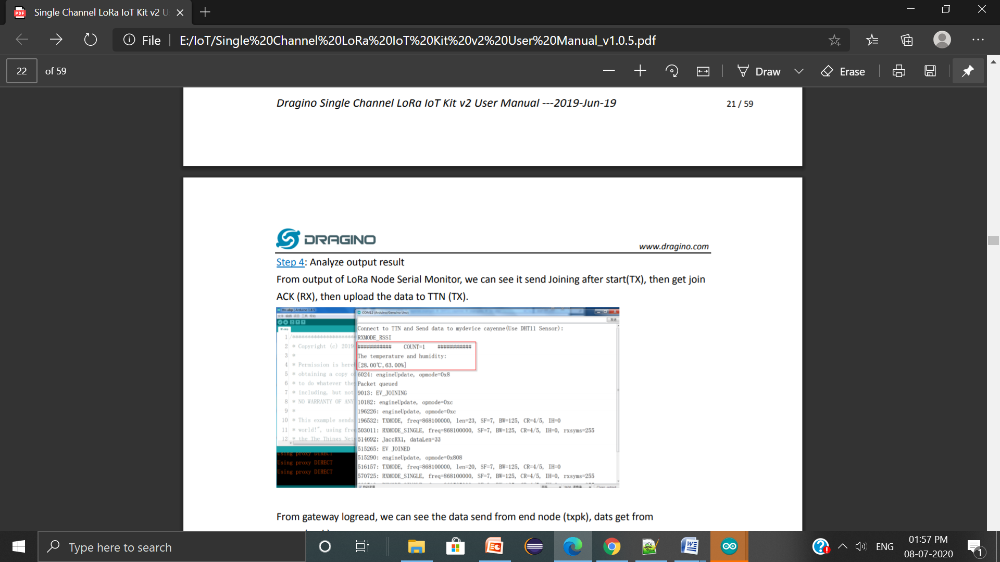 Single Channel LoRa IoT Kit v2 U
File
E:/IoT/Single%20Channel%20LoRa%20IoT%20Kit%20v2%20User%20Manual_v1.0.5.pdf
22 of 59
Draw
Erase
Dragino Single Channel LoRa IoT Kit v2 User Manual ---2019-Jun-19
21 / 59
DRAGINO
www.dragino.com
Step 4: Analyze output result
From output of LoRa Node Serial Monitor, we can see it send Joining after start(TX), then get join
ACK (RX), then upload the data to TTN (TX).
ttn-abp | Arduino 1.8.5
COM12 (Arduino/Genuino Uno)
Connect to TTN and Send data to mydevice cayenne(Use DHT11 Sensor):
RXMODE_RSSI
########### COUNT=1 ###########
The temperature and humidity:
[28.00℃,63.00%]
6024: engineUpdate, opmode=0x8
Packet queued
9013: EV_JOINING
10182: engineUpdate, opmode=0xc
196226: engineUpdate, opmode=0xc
196532: TXMODE, freq=868100000, len=23, SF=7, BW=125, CR=4/5, IH=0
503011: RXMODE_SINGLE, freq=868100000, SF=7, BW=125, CR=4/5, IH=0, rxsyms=255
514692: JaccRX1, dataLen=33
515265: EV_JOINED
515290: engineUpdate, opmode=0x808
516157: TXMODE, freq=868100000, len=20, SF=7, BW=125, CR=4/5, IH=0
570725: RXMODE_SINGLE, freq=868100000, SF=7, BW=125, CR=4/5, IH=0, rxsyms=255
1 /**********************
2 * Copyright (c) 2019
3 *
4 * Permission is here
5 * obtaining a copy o
6 * to do whatever the
7 * including, but not
8 * NO WARRANTY OF ANY
9 *
10 * This example sends
11 * world!", using fre
12 * the The Things Net
Using proxy DIRECT
Using proxy DIRECT
Using proxy DIRECT
From gateway logread, we can see the data send from end node (txpk), dats get from
Type here to search
ENG
01:57 PM
08-07-2020
1